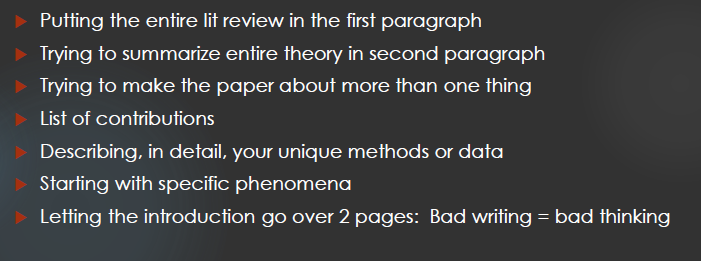 Putting the entire lit review in the first paragraph
Trying to summarize entire theory in second paragraph
Trying to make the paper about more than one thing
List of contributions
Describing, in detail, your unique methods or data
Starting with specific phenomena
Letting the introduction go over 2 pages:  Bad writing = bad thinking